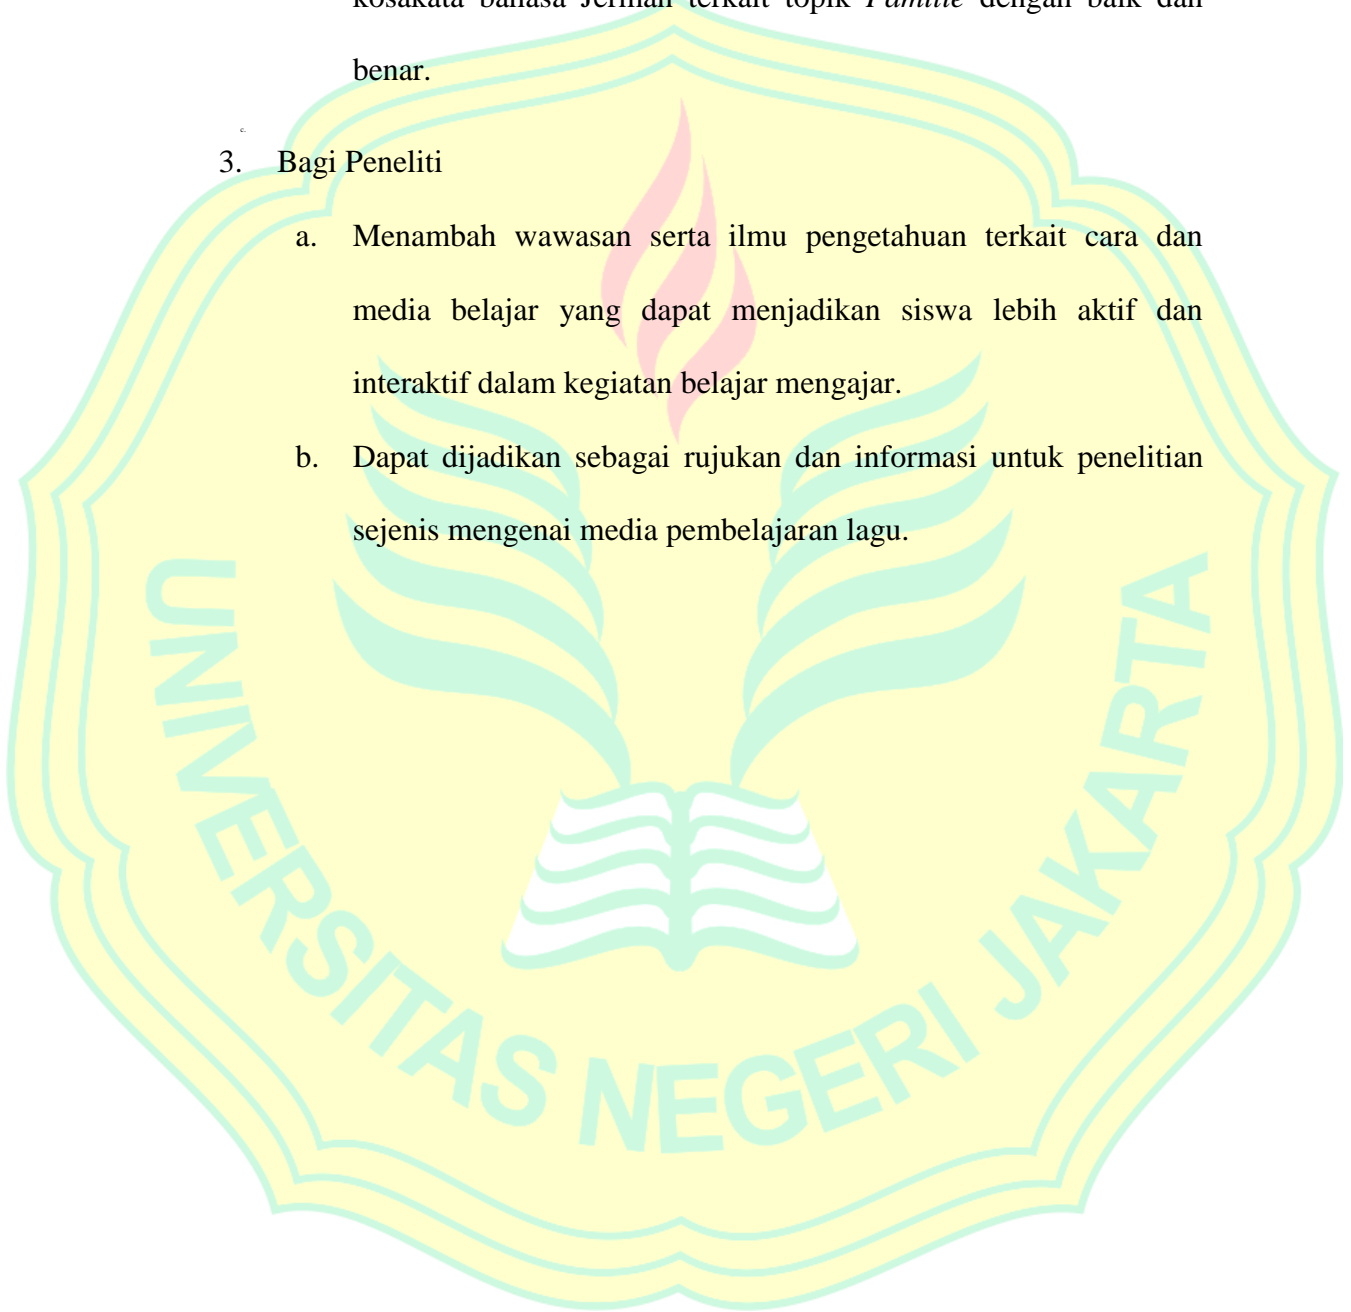 kosakata bahasa Jerman terkait topik Familie dengan baik dan
benar.
c.
3. Bagi Peneliti
a. Menambah wawasan serta ilmu pengetahuan terkait cara dan
media belajar yang dapat menjadikan siswa lebih aktif dan
interaktif dalam kegiatan belajar mengajar.
b. Dapat dijadikan sebagai rujukan dan informasi untuk penelitian
sejenis mengenai media pembelajaran lagu.
UNIVERSITAS NEGERI JAKARTA